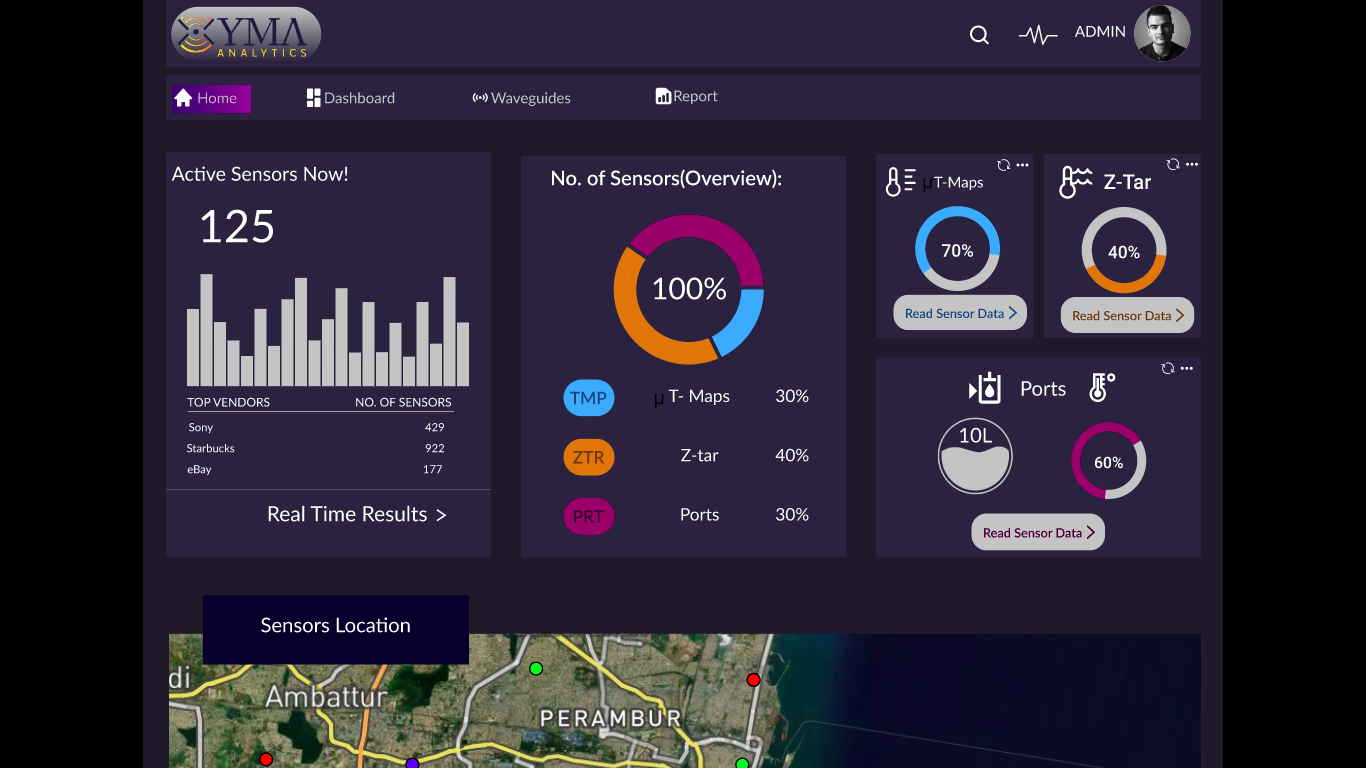 XYMA
ANALYTICS
ADMIN
Home
Dashboard
Waveguides
Report
Active Sensors Now!
125
TOP VENDORS NO. OF SENSORS
Sony 429
Starbucks 922
eBay 177
Real Time Results >
No. of Sensors(Overview):
100%
TMP µ T- Maps 30%
ZTR Z-tar 40%
PRT Ports 30%
µT-Maps
70%
Read Sensor Data >
Z-Tar
40%
Read Sensor Data >
Ports
10L
60%
Read Sensor Data >
Sensors Location
di
Ambattur
PERAMBUR